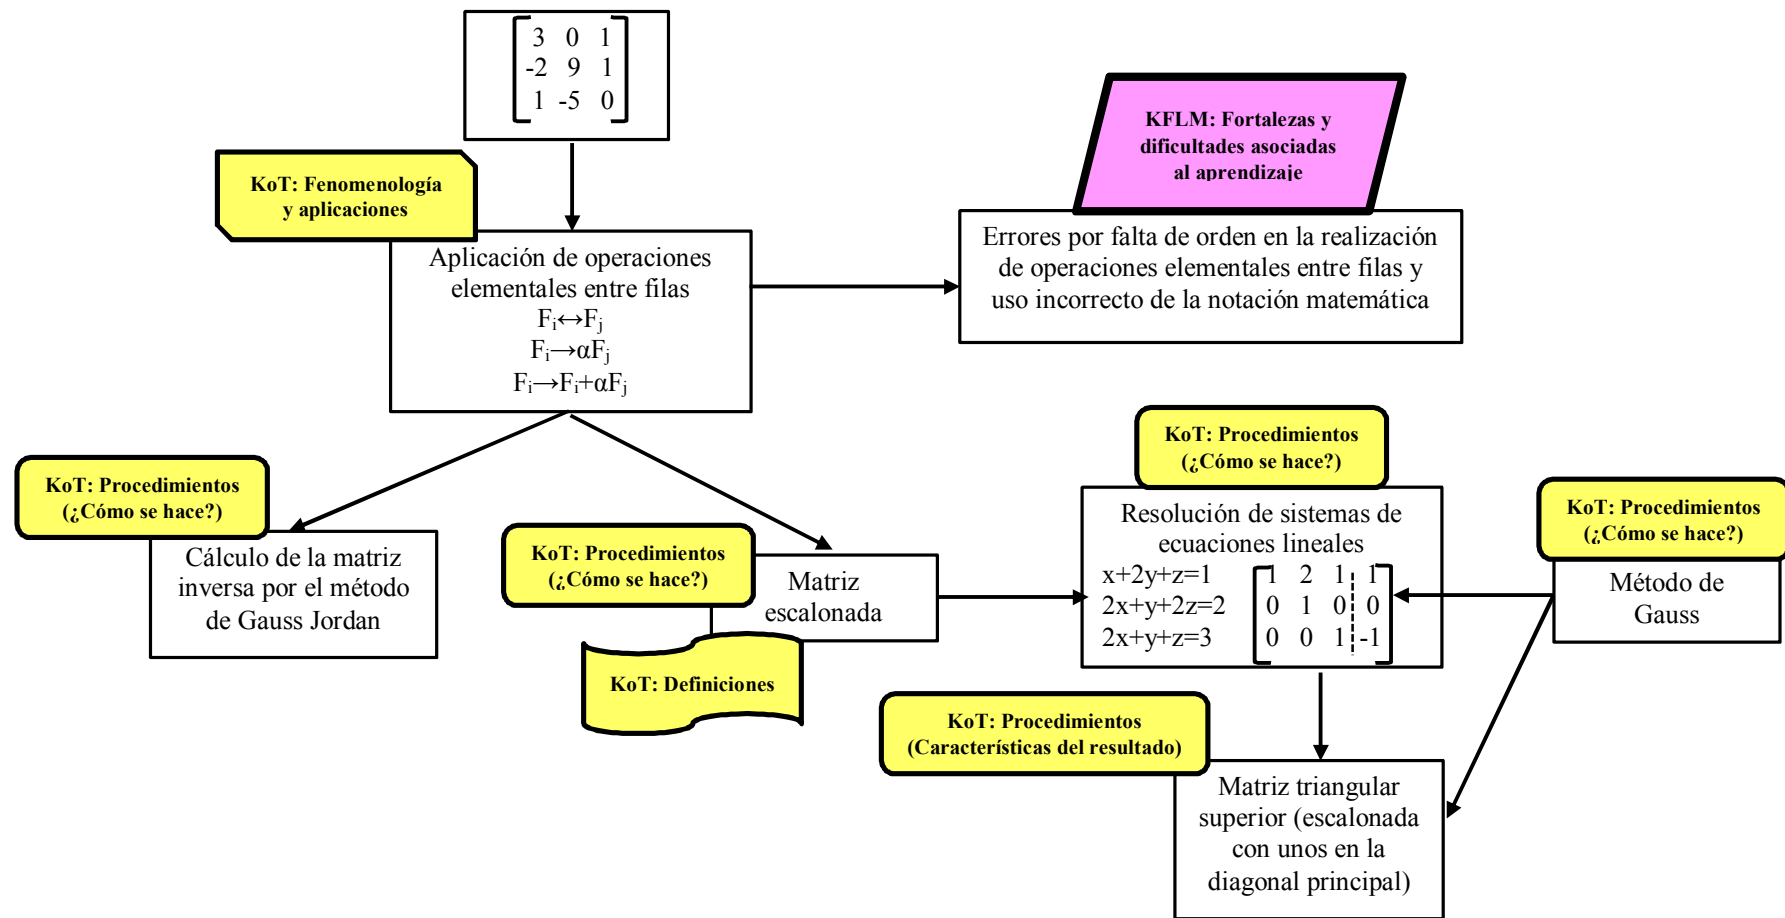 3 0 1
-2 9 1
1 -5 0
KFLM: Fortalezas y
dificultades asociadas
al aprendizaje
KoT: Fenomenología
y aplicaciones
Aplicación de operaciones
elementales entre filas
Fᵢ↔Fⱼ
Fᵢ→αFⱼ
Fᵢ→Fᵢ+αFⱼ
Errores por falta de orden en la realización
de operaciones elementales entre filas y
uso incorrecto de la notación matemática
KoT: Procedimientos
(¿Cómo se hace?)
Cálculo de la matriz
inversa por el método
de Gauss Jordan
KoT: Procedimientos
(¿Cómo se hace?)
Matriz
escalonada
KoT: Definiciones
KoT: Procedimientos
(¿Cómo se hace?)
Resolución de sistemas de
ecuaciones lineales
x+2y+z=1 1 2 1 1
2x+y+2z=2 0 1 0 0
2x+y+z=3 0 0 1 -1
KoT: Procedimientos
(¿Cómo se hace?)
Método de
Gauss
KoT: Procedimientos
(Características del resultado)
Matriz triangular
superior (escalonada
con unos en la
diagonal principal)